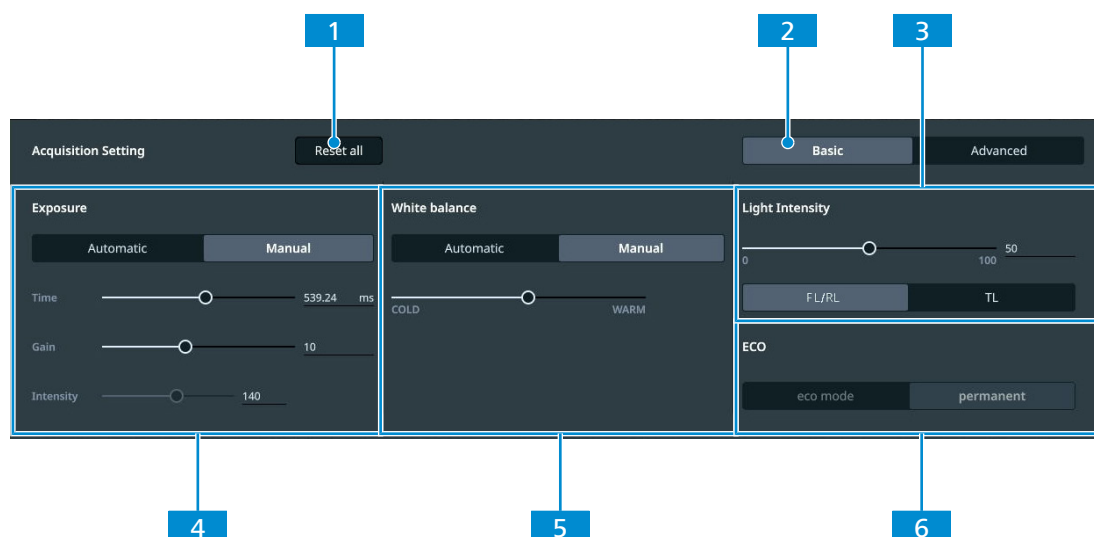 1
2
3
Acquisition Setting
Reset all
Basic
Advanced
Exposure
Automatic
Manual
Time
539.24 ms
Gain
10
Intensity
140
White balance
Automatic
Manual
COLD
WARM
Light Intensity
50
0
100
FL/RL
TL
ECO
eco mode
permanent
4
5
6